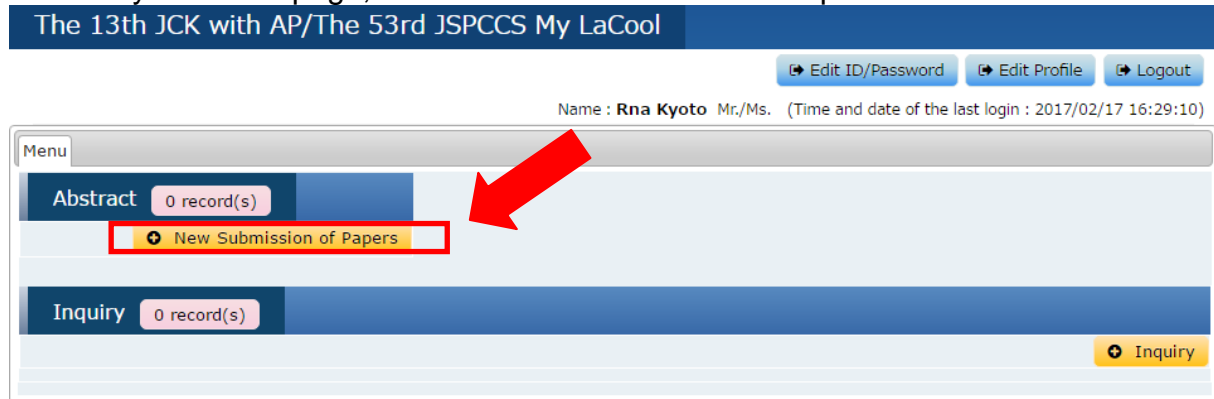 The 13th JCK with AP/The 53rd JSPCCS My LaCool
Edit ID/Password Edit Profile Logout
Name : Rna Kyoto Mr./Ms. (Time and date of the last login : 2017/02/17 16:29:10)
Menu
Abstract 0 record(s)
New Submission of Papers
Inquiry 0 record(s)
Inquiry